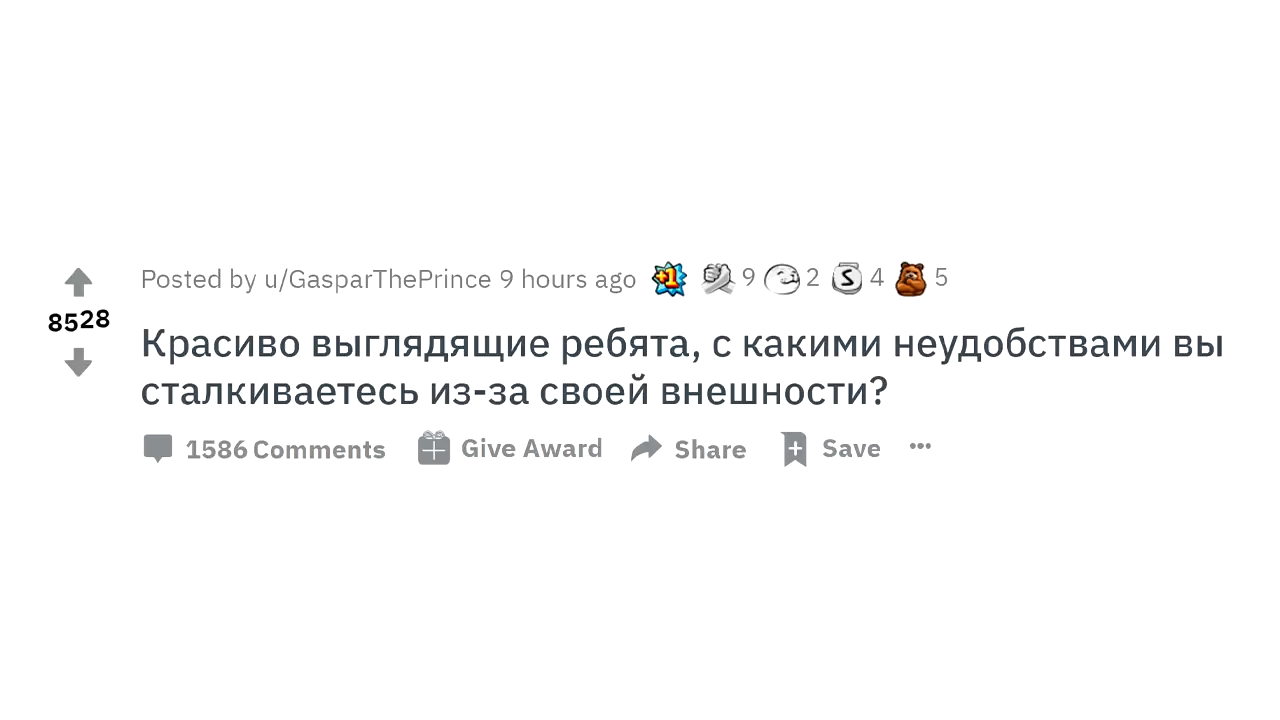 Posted by u/GasparThePrince 9 hours ago +1 9 2 S 4 5
8528
Красиво выглядящие ребята, с какими неудобствами вы
сталкиваетесь из-за своей внешности?
1586 Comments Give Award Share Save ...